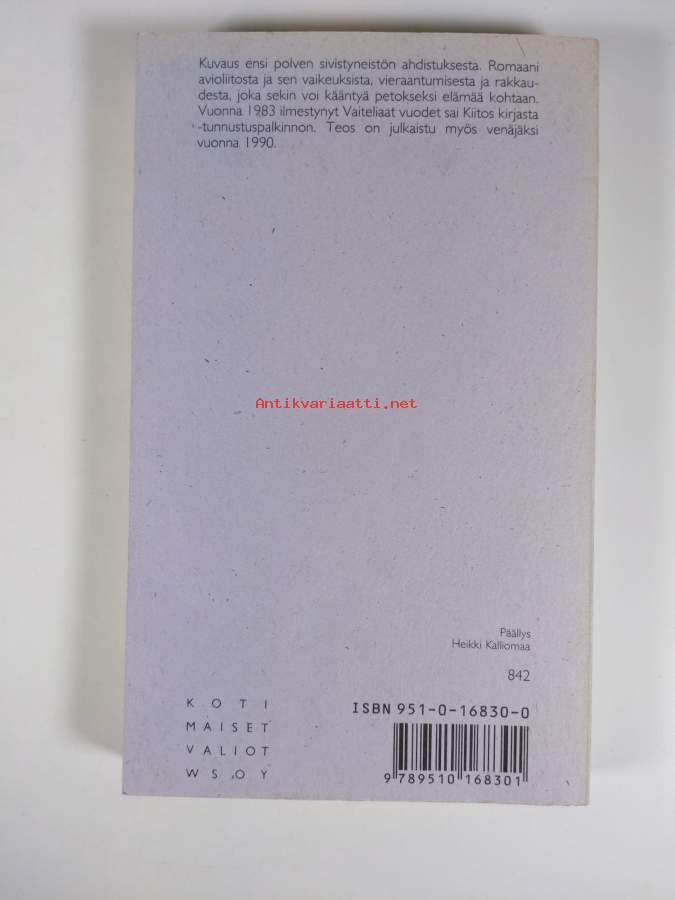 Kuvaus ensi polven sivistyneistön ahdistuksesta. Romaani
avioliitosta ja sen vaikeuksista, vieraantumisesta ja rakkau-
desta, joka sekin voi kääntyä petokseksi elämää kohtaan.
Vuonna 1983 ilmestynyt Vaiteliaat vuodet sai Kiitos kirjasta
-tunnustuspalkinnon. Teos on julkaistu myös venäjäksi
vuonna 1990.
Antikvariaatti.net
Päällys
Heikki Kalliomaa
842
KOTI
MAISET
VALIOT
WSOY
ISBN 951-0-16830-0
9 789510 168301